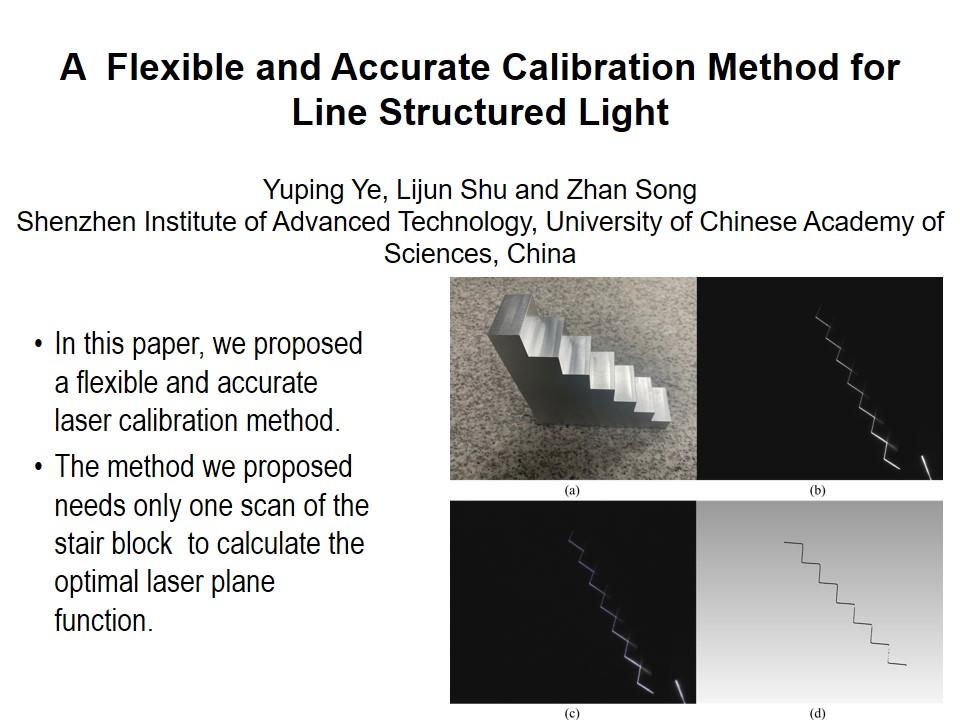 A  Flexible and Accurate Calibration Method for
Line Structured Light
Yuping Ye, Lijun Shu and Zhan Song
Shenzhen Institute of Advanced Technology, University of Chinese Academy of
Sciences, China
• In this paper, we proposed
a flexible and accurate
laser calibration method.
• The method we proposed
needs only one scan of the
stair block  to calculate the
optimal laser plane
function.
(a)
(b)
(c)
(d)